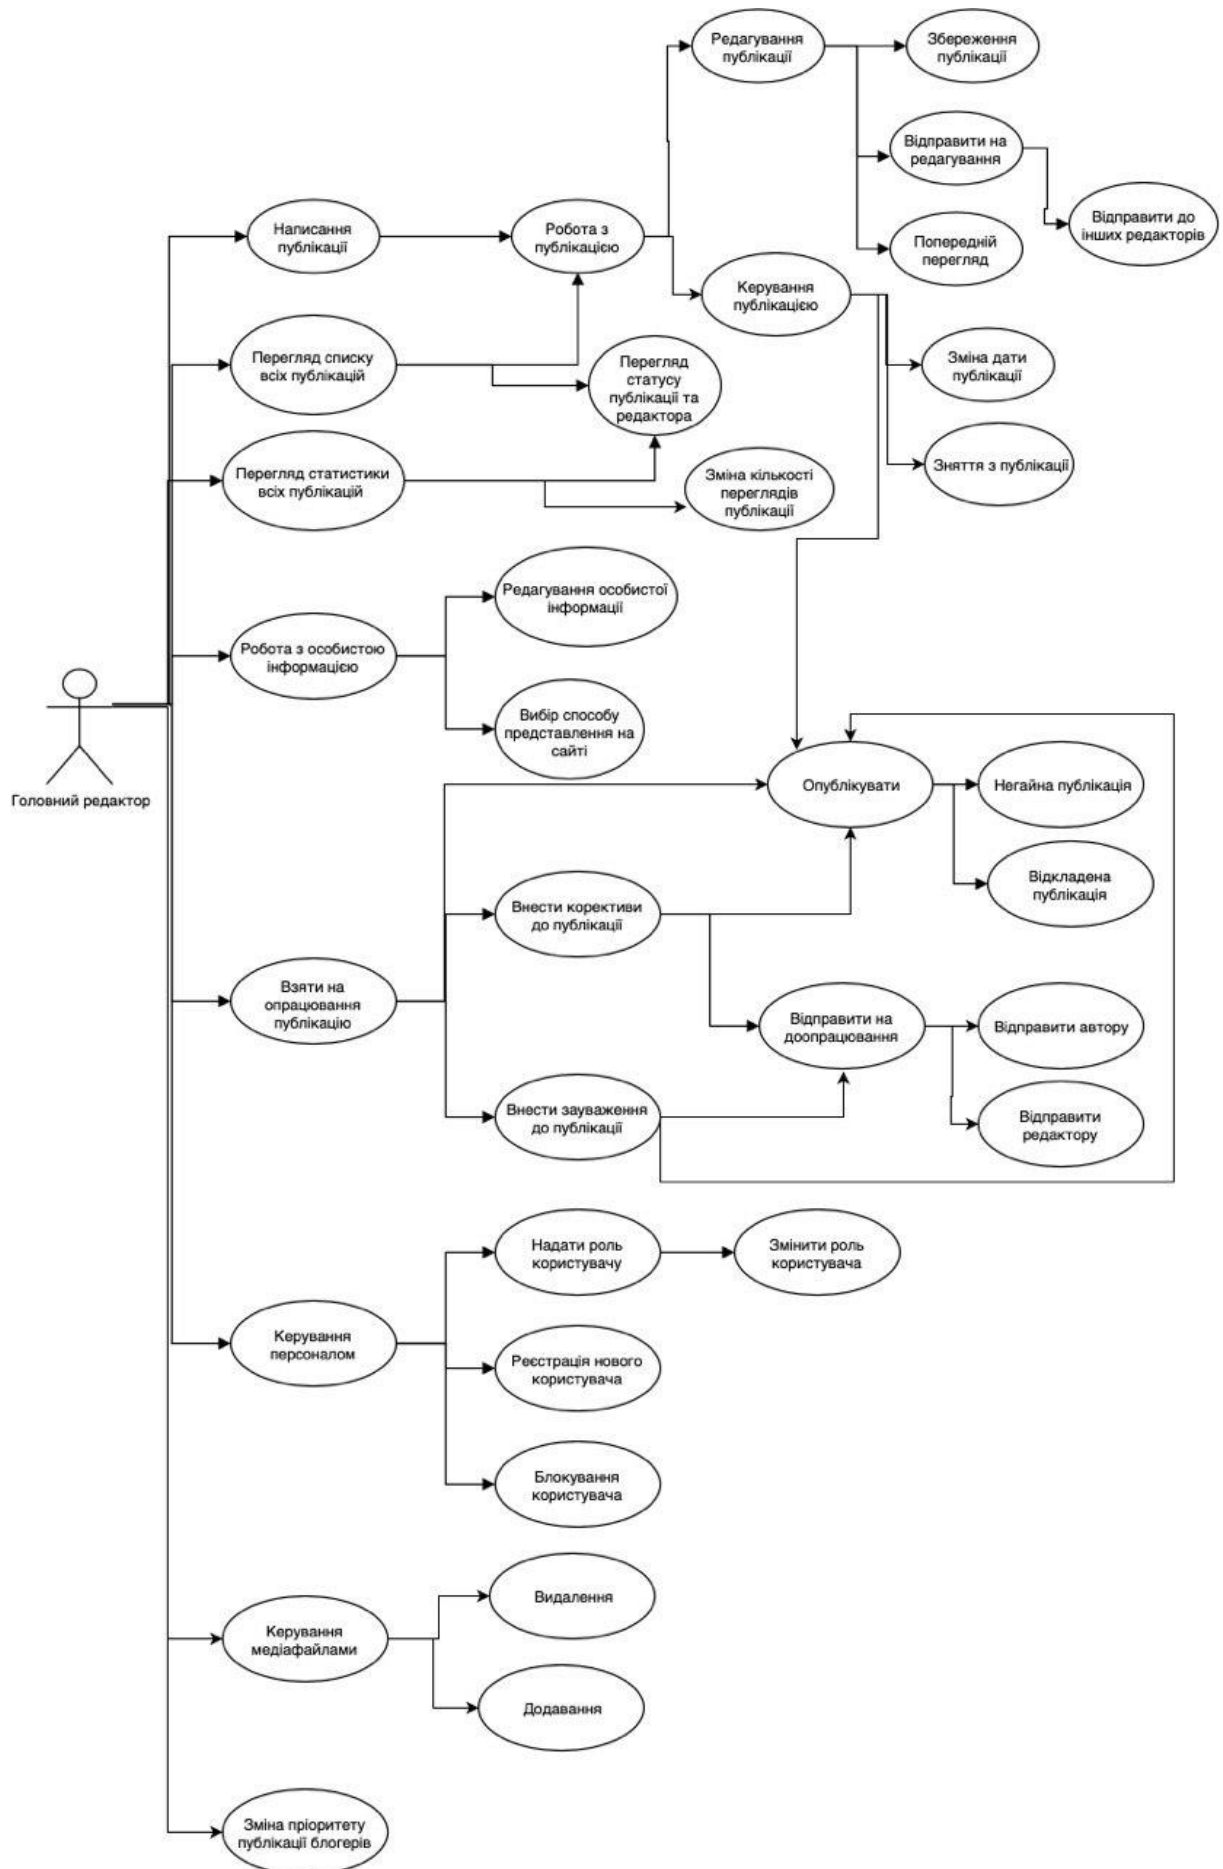 Редагування
публікації
Збереження
публікації
Відправити на
редагування
Відправити до
інших редакторів
Попередній
перегляд
Написання
публікації
Робота з
публікацією
Керування
публікацією
Перегляд списку
всіх публікацій
Перегляд
статусу
публікації та
редактора
Зміна дати
публікації
Перегляд статистики
всіх публікацій
Зміна кількості
переглядів
публікації
Зняття з публікації
Редагування особистої
інформації
Робота з особистою
інформацією
Вибір способу
представлення на
сайті
Головний редактор
Опублікувати
Негайна публікація
Відкладена
публікація
Внести корективи
до публікації
Взяти на
опрацювання
публікацію
Відправити на
доопрацювання
Відправити автору
Внести зауваження
до публікації
Відправити
редактору
Надати роль
користувачу
Змінити роль
користувача
Керування
персоналом
Реєстрація нового
користувача
Блокування
користувача
Видалення
Керування
медіафайлами
Додавання
Зміна пріоритету
публікації блогерів